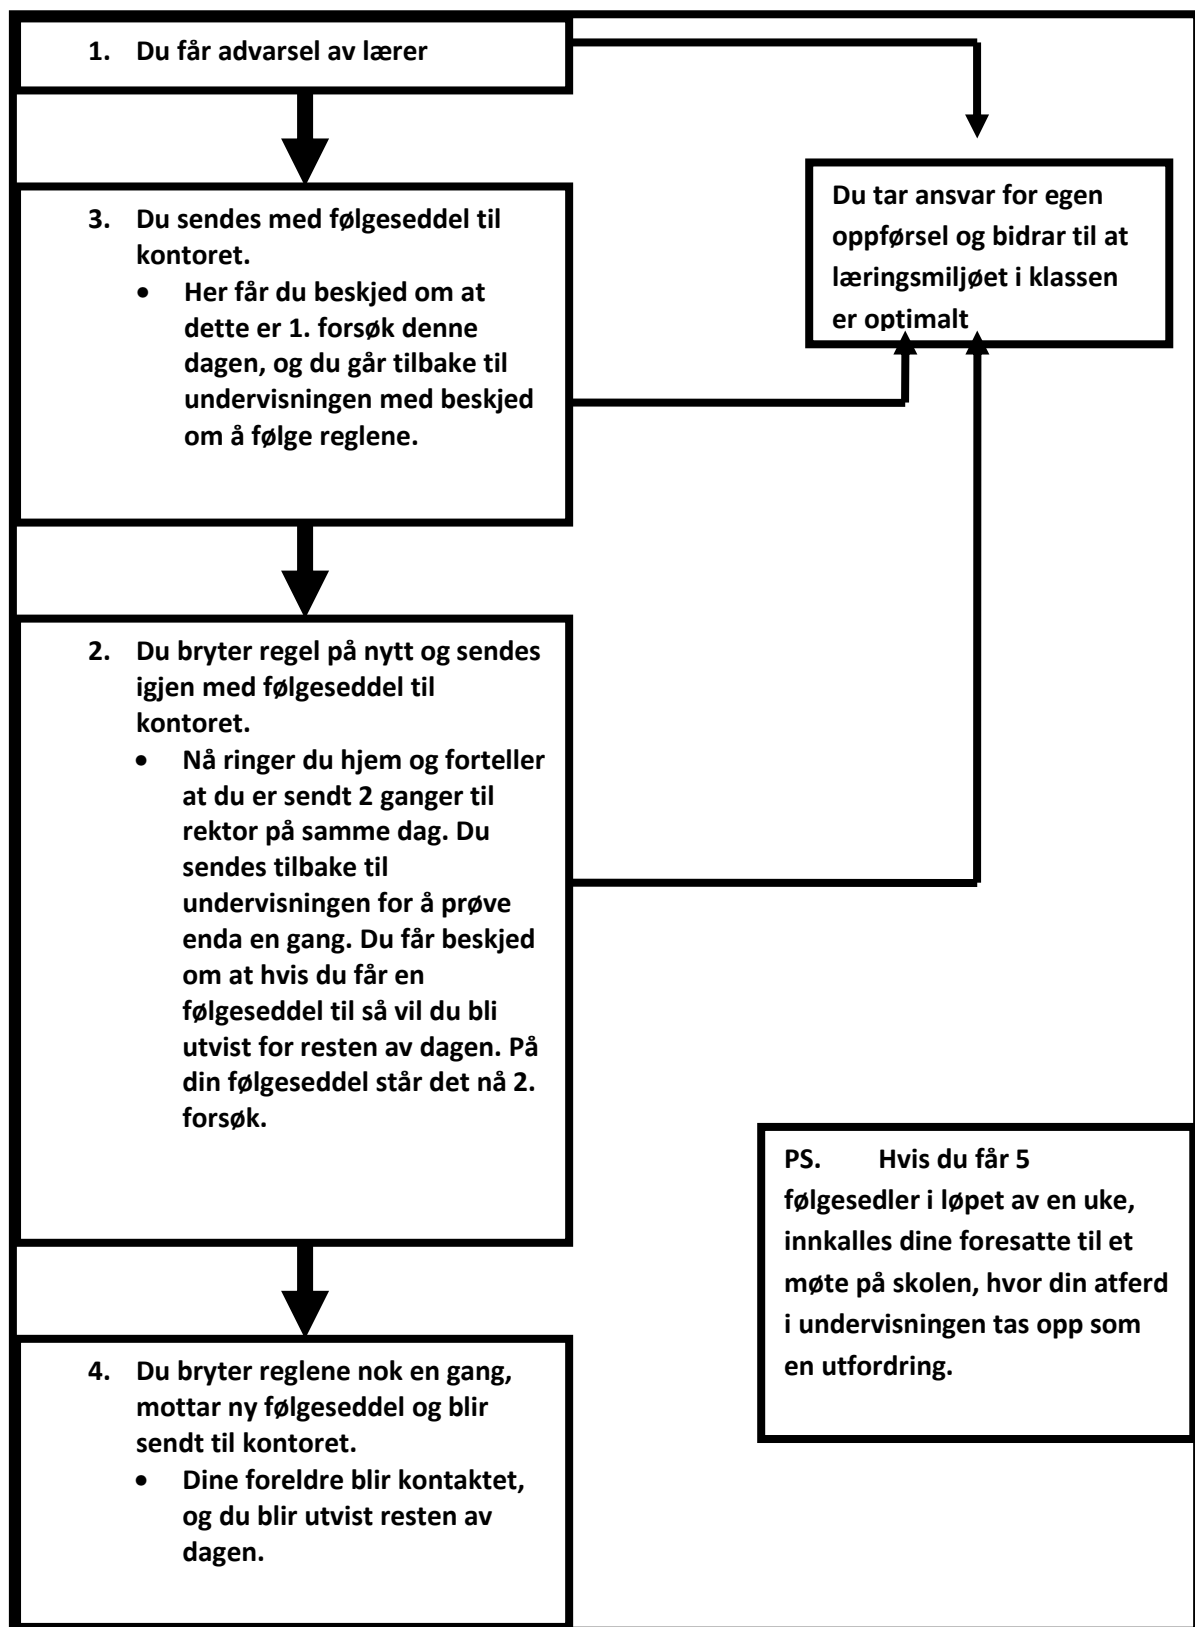 1. Du får advarsel av lærer
3. Du sendes med følgeseddel til
kontoret.
• Her får du beskjed om at
dette er 1. forsøk denne
dagen, og du går tilbake til
undervisningen med beskjed
om å følge reglene.
2. Du bryter regel på nytt og sendes
igjen med følgeseddel til
kontoret.
• Nå ringer du hjem og forteller
at du er sendt 2 ganger til
rektor på samme dag. Du
sendes tilbake til
undervisningen for å prøve
enda en gang. Du får beskjed
om at hvis du får en
følgeseddel til så vil du bli
utvist for resten av dagen. På
din følgeseddel står det nå 2.
forsøk.
4. Du bryter reglene nok en gang,
mottar ny følgeseddel og blir
sendt til kontoret.
• Dine foreldre blir kontaktet,
og du blir utvist resten av
dagen.
Du tar ansvar for egen
oppførsel og bidrar til at
læringsmiljøet i klassen
er optimalt
PS. Hvis du får 5
følgesedler i løpet av en uke,
innkalles dine foresatte til et
møte på skolen, hvor din atferd
i undervisningen tas opp som
en utfordring.